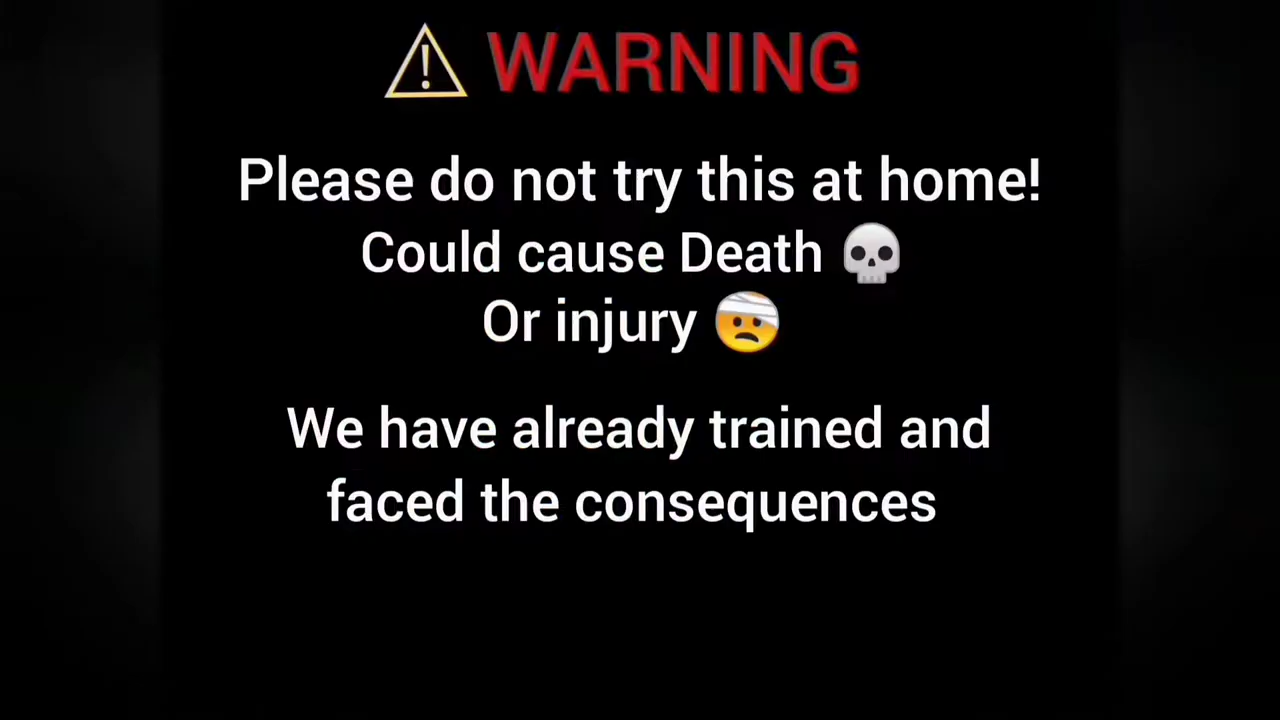 ⚠ WARNING
Please do not try this at home!
Could cause Death 💀
Or injury 🤕
We have already trained and
faced the consequences